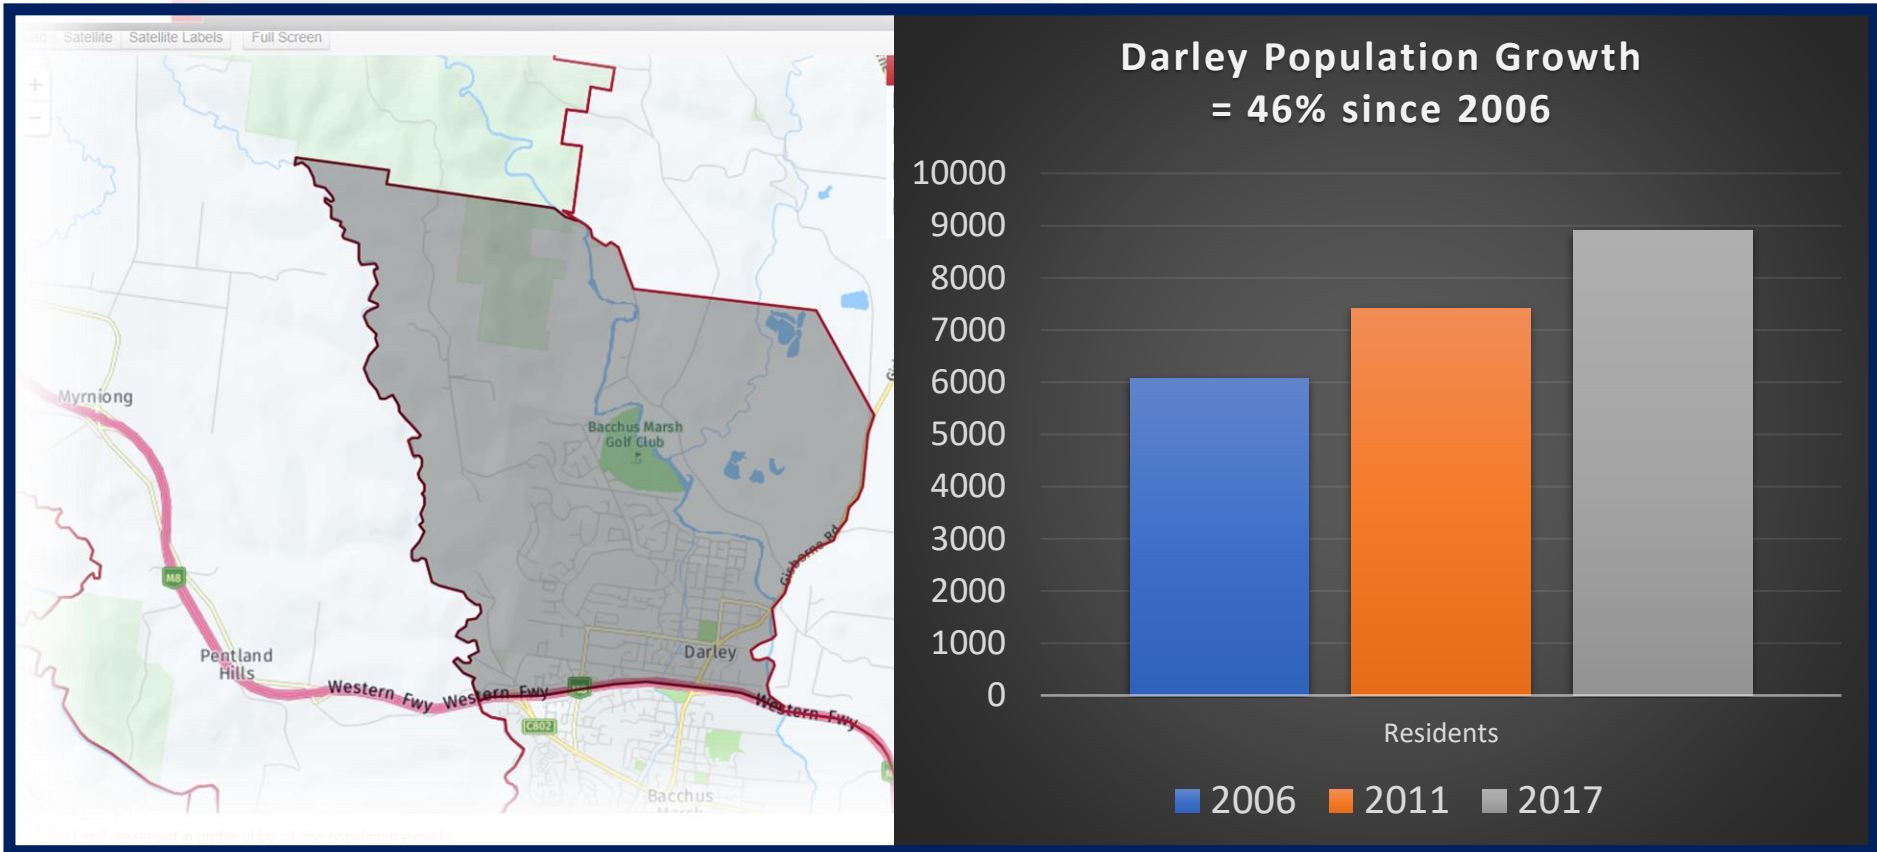 Satellite
Satellite Labels
Full Screen
Myrniong
M8
Pentland
Hills
Western Fwy
Western Fwy
Western Fwy
C802
Bacchus Marsh
Golf Club
Gisborne Rd
Darley
Bacchus
Marsh
Darley Population Growth
= 46% since 2006
10000
9000
8000
7000
6000
5000
4000
3000
2000
1000
0
Residents
2006
2011
2017